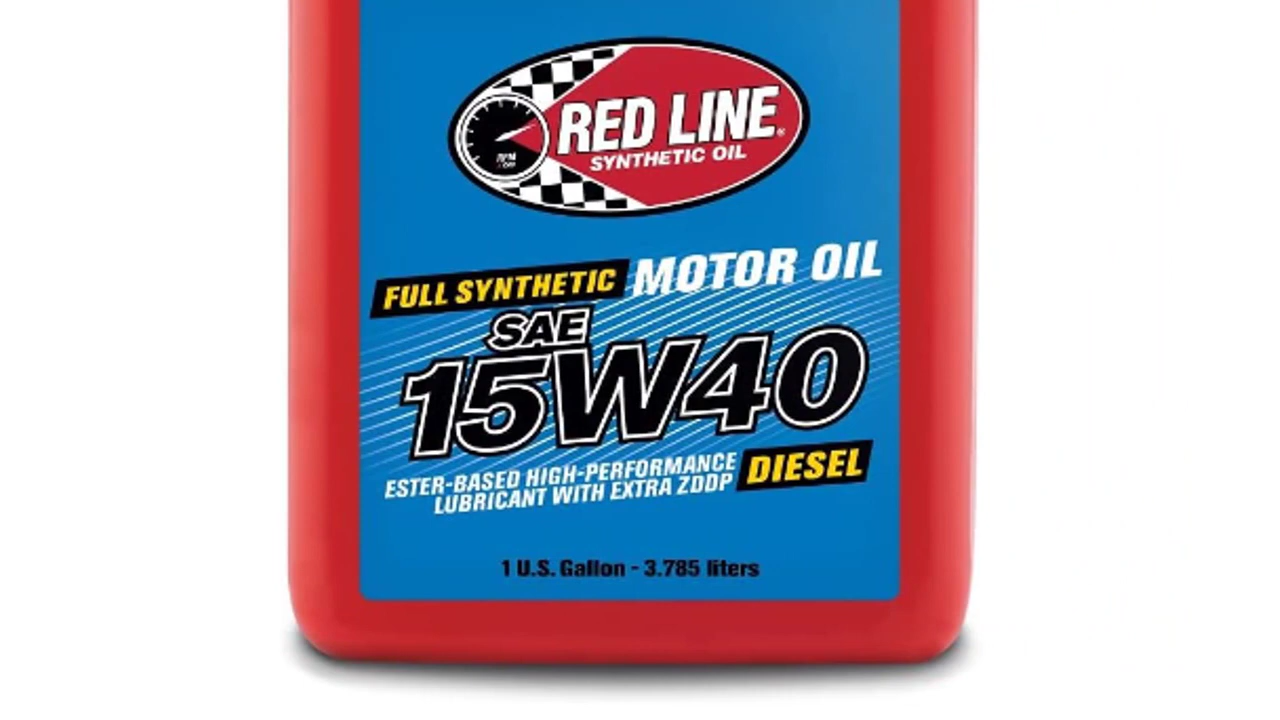 RED LINE®
SYNTHETIC OIL
RPM
FULL SYNTHETIC MOTOR OIL
SAE
15W40
ESTER-BASED HIGH-PERFORMANCE
LUBRICANT WITH EXTRA ZDDP
DIESEL
1 U.S. Gallon - 3.785 liters